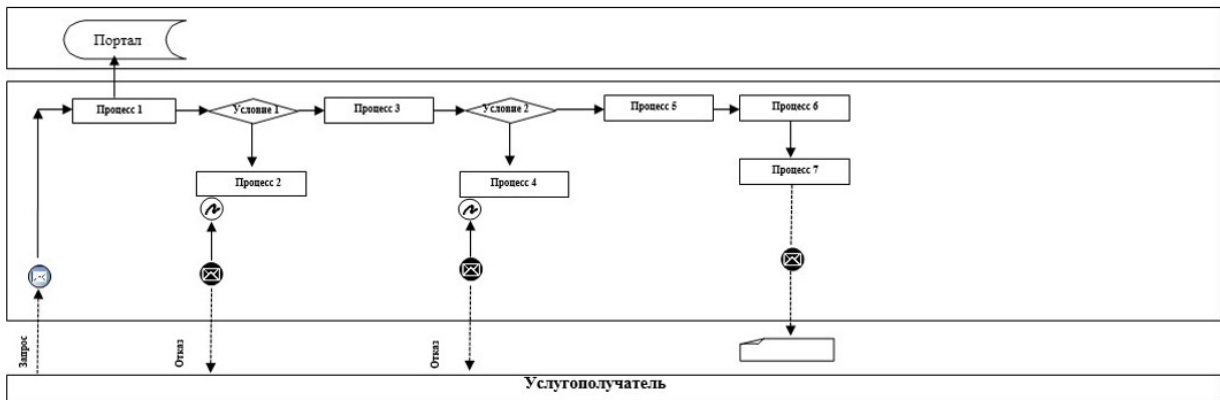 Портал
Процесс 1
Условие 1
Процесс 3
Условие 2
Процесс 5
Процесс 6
Процесс 2
Процесс 4
Процесс 7
Запрос
Отказ
Отказ
Услугополучатель